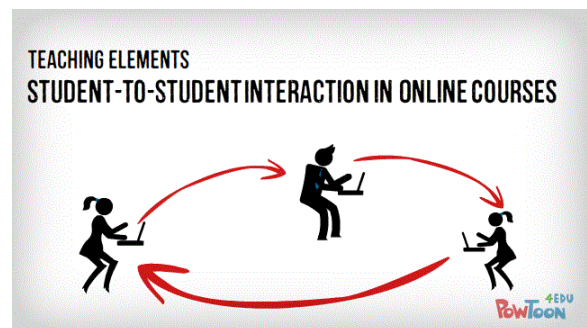 TEACHING ELEMENTS
STUDENT-TO-STUDENT INTERACTION IN ONLINE COURSES
4EDU
POWTOON